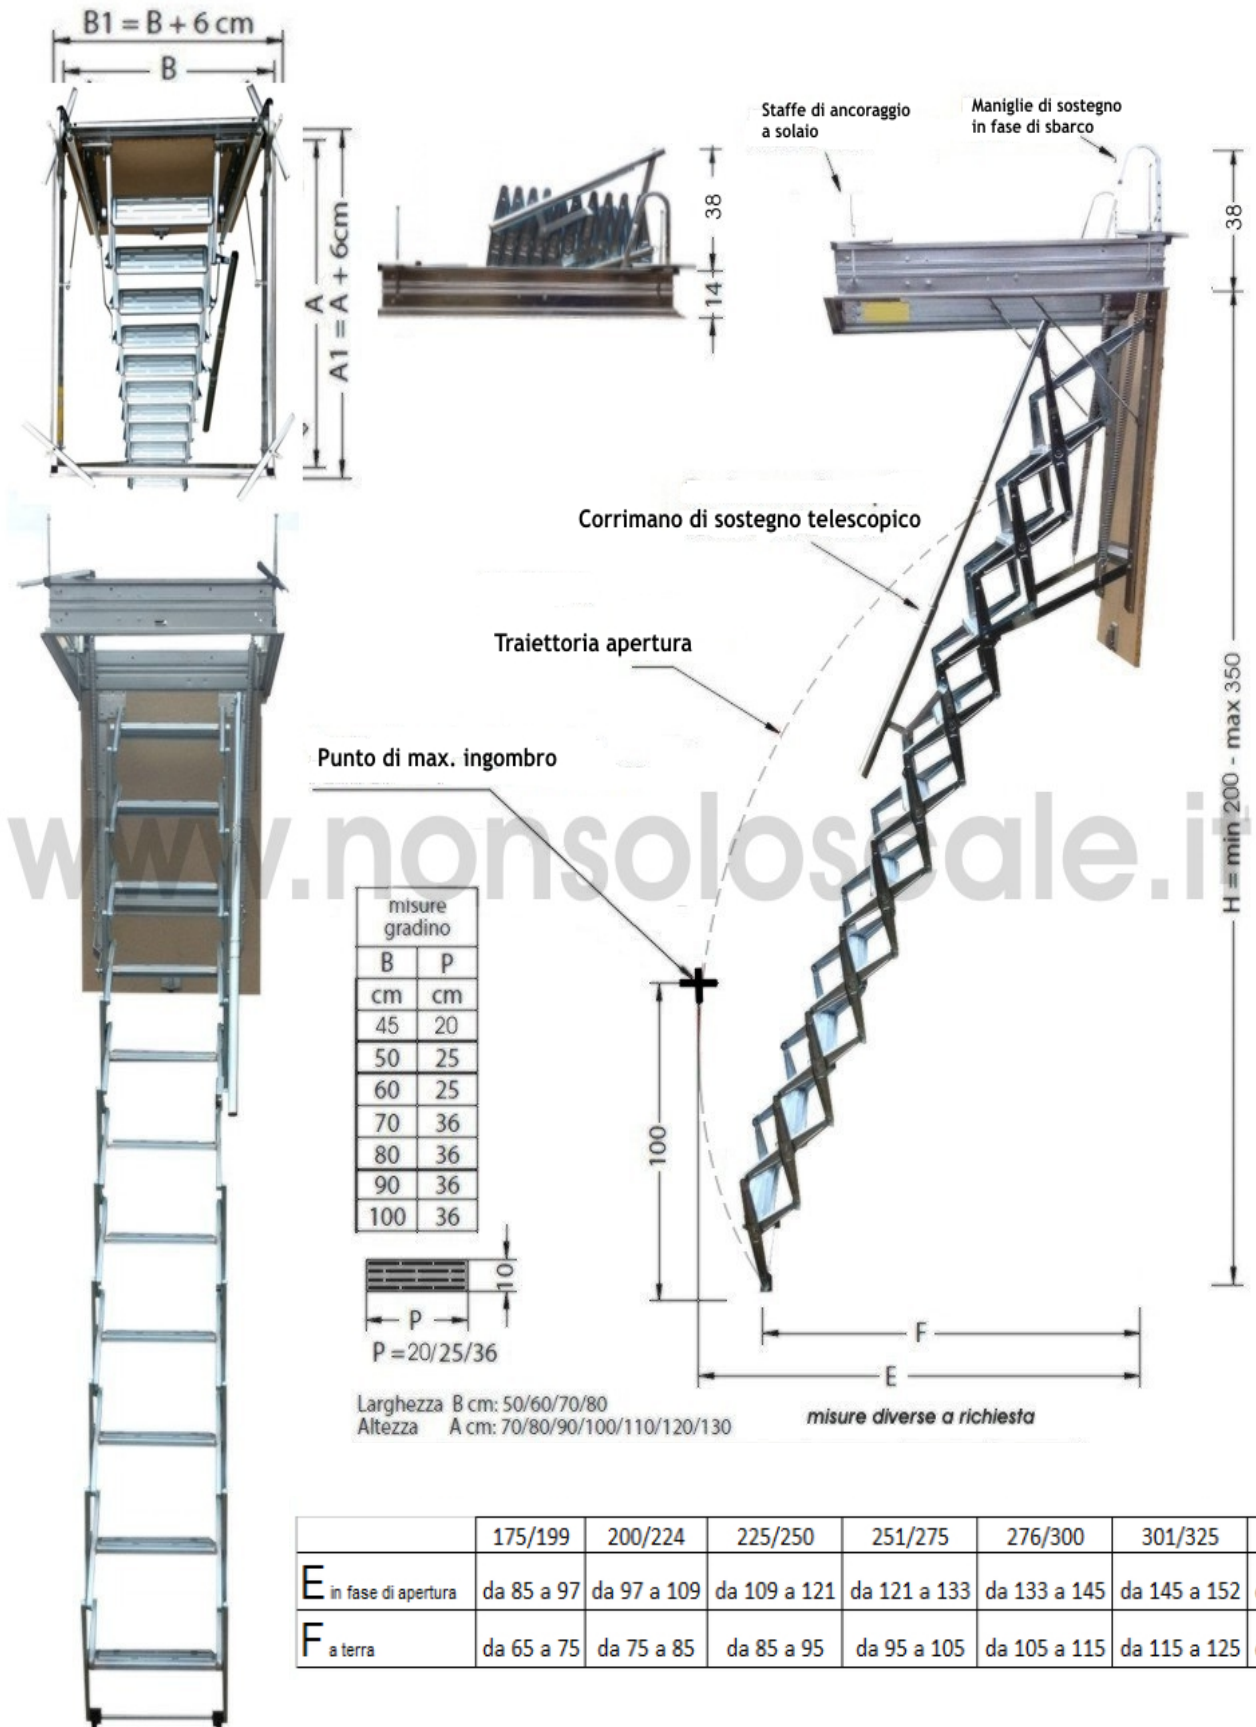 B1 = B + 6 cm
B
A
A1 = A + 6cm
38
14
Staffe di ancoraggio
a solaio
Maniglie di sostegno
in fase di sbarco
38
Corrimano di sostegno telescopico
Traiettoria apertura
Punto di max. ingombro
H = min 200 - max 350
www.nonsoloscale.it
misure
gradino
B P
cm cm
45 20
50 25
60 25
70 36
80 36
90 36
100 36
10
P
P = 20/25/36
100
F
E
Larghezza B cm: 50/60/70/80
Altezza A cm: 70/80/90/100/110/120/130
misure diverse a richiesta
175/199 200/224 225/250 251/275 276/300 301/325
E in fase di apertura da 85 a 97 da 97 a 109 da 109 a 121 da 121 a 133 da 133 a 145 da 145 a 152
F a terra da 65 a 75 da 75 a 85 da 85 a 95 da 95 a 105 da 105 a 115 da 115 a 125